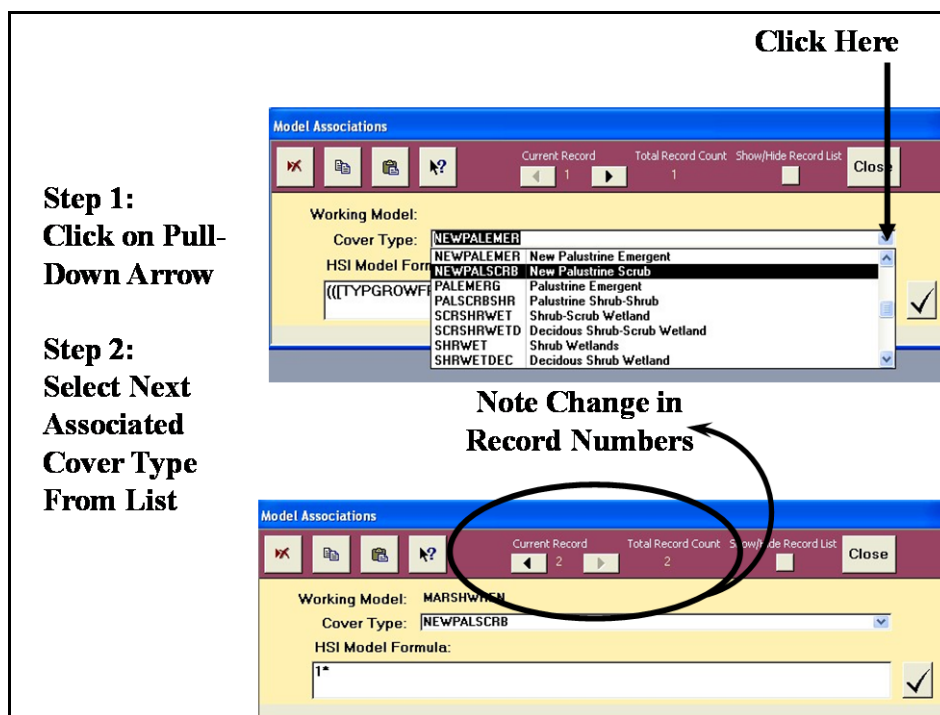 Click Here
Step 1:
Click on Pull-
Down Arrow
Step 2:
Select Next
Associated
Cover Type
From List
Model Associations
Current Record
1
Total Record Count
1
Show/Hide Record List
Close
Working Model:
Cover Type: NEWPALEMER
HSI Model Form
(([TYPGROWF
NEWPALEMER New Palustrine Emergent
NEWPALSCRB New Palustrine Scrub
PALEMERG Palustrine Emergent
PALSCRBSHR Palustrine Shrub-Shrub
SCRSHRWET Shrub-Scrub Wetland
SCRSHRWETD Decidous Shrub-Scrub Wetland
SHRWET Shrub Wetlands
SHRWETDEC Decidous Shrub Wetland
Note Change in
Record Numbers
Model Associations
Current Record
2
Total Record Count
2
Show/Hide Record List
Close
Working Model: MARSHWREN
Cover Type: NEWPALSCRB
HSI Model Formula:
1*